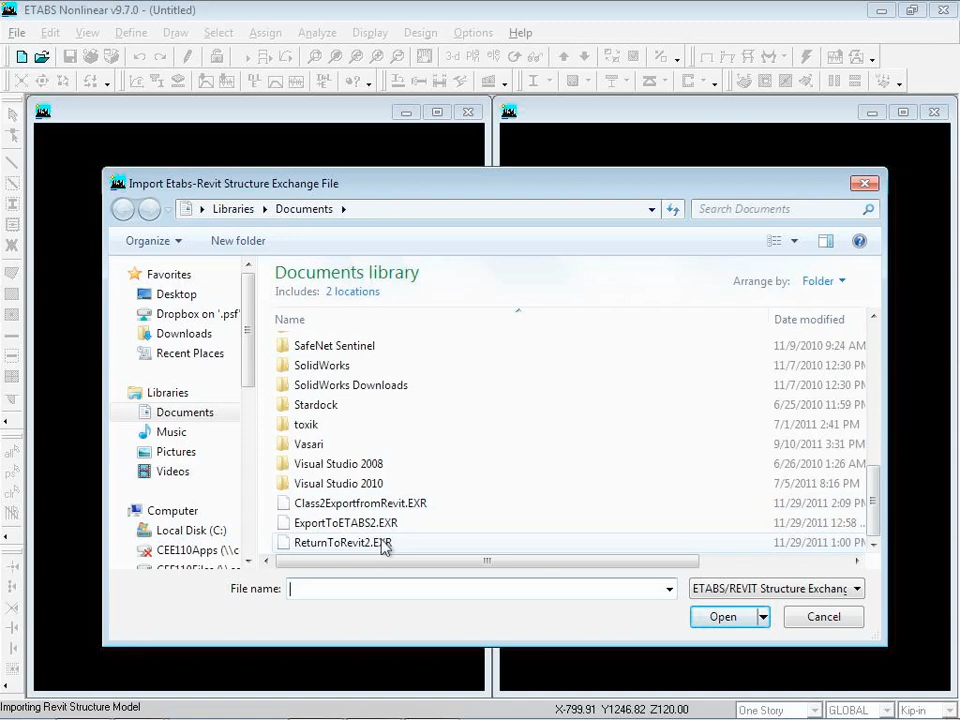 ETABS Nonlinear v9.7.0 - (Untitled)
File Edit View Define Draw Select Assign Analyze Display Design Options Help
Import Etabs-Revit Structure Exchange File
Libraries Documents Search Documents
Organize New folder
Favorites
Desktop
Dropbox on '.psf'
Downloads
Recent Places
Libraries
Documents
Music
Pictures
Videos
Computer
Local Disk (C:)
CEE110Apps (\\c
Documents library
Includes: 2 locations
Arrange by: Folder
Name Date modified
SafeNet Sentinel 11/9/2010 9:24 AM
SolidWorks 11/7/2010 12:30 PM
SolidWorks Downloads 11/7/2010 12:30 PM
Stardock 6/25/2010 11:59 PM
toxik 7/1/2011 2:41 PM
Vasari 9/10/2011 3:31 PM
Visual Studio 2008 6/26/2010 1:26 AM
Visual Studio 2010 7/5/2011 8:16 PM
Class2ExportfromRevit.EXR 11/29/2011 2:09 PM
ExportToETABS2.EXR 11/29/2011 12:58
ReturnToRevit2.EXR 11/29/2011 1:00 PM
File name: ETABS/REVIT Structure Exchang
Open Cancel
Importing Revit Structure Model X-799.91 Y1246.82 Z120.00 One Story GLOBAL Kip-in